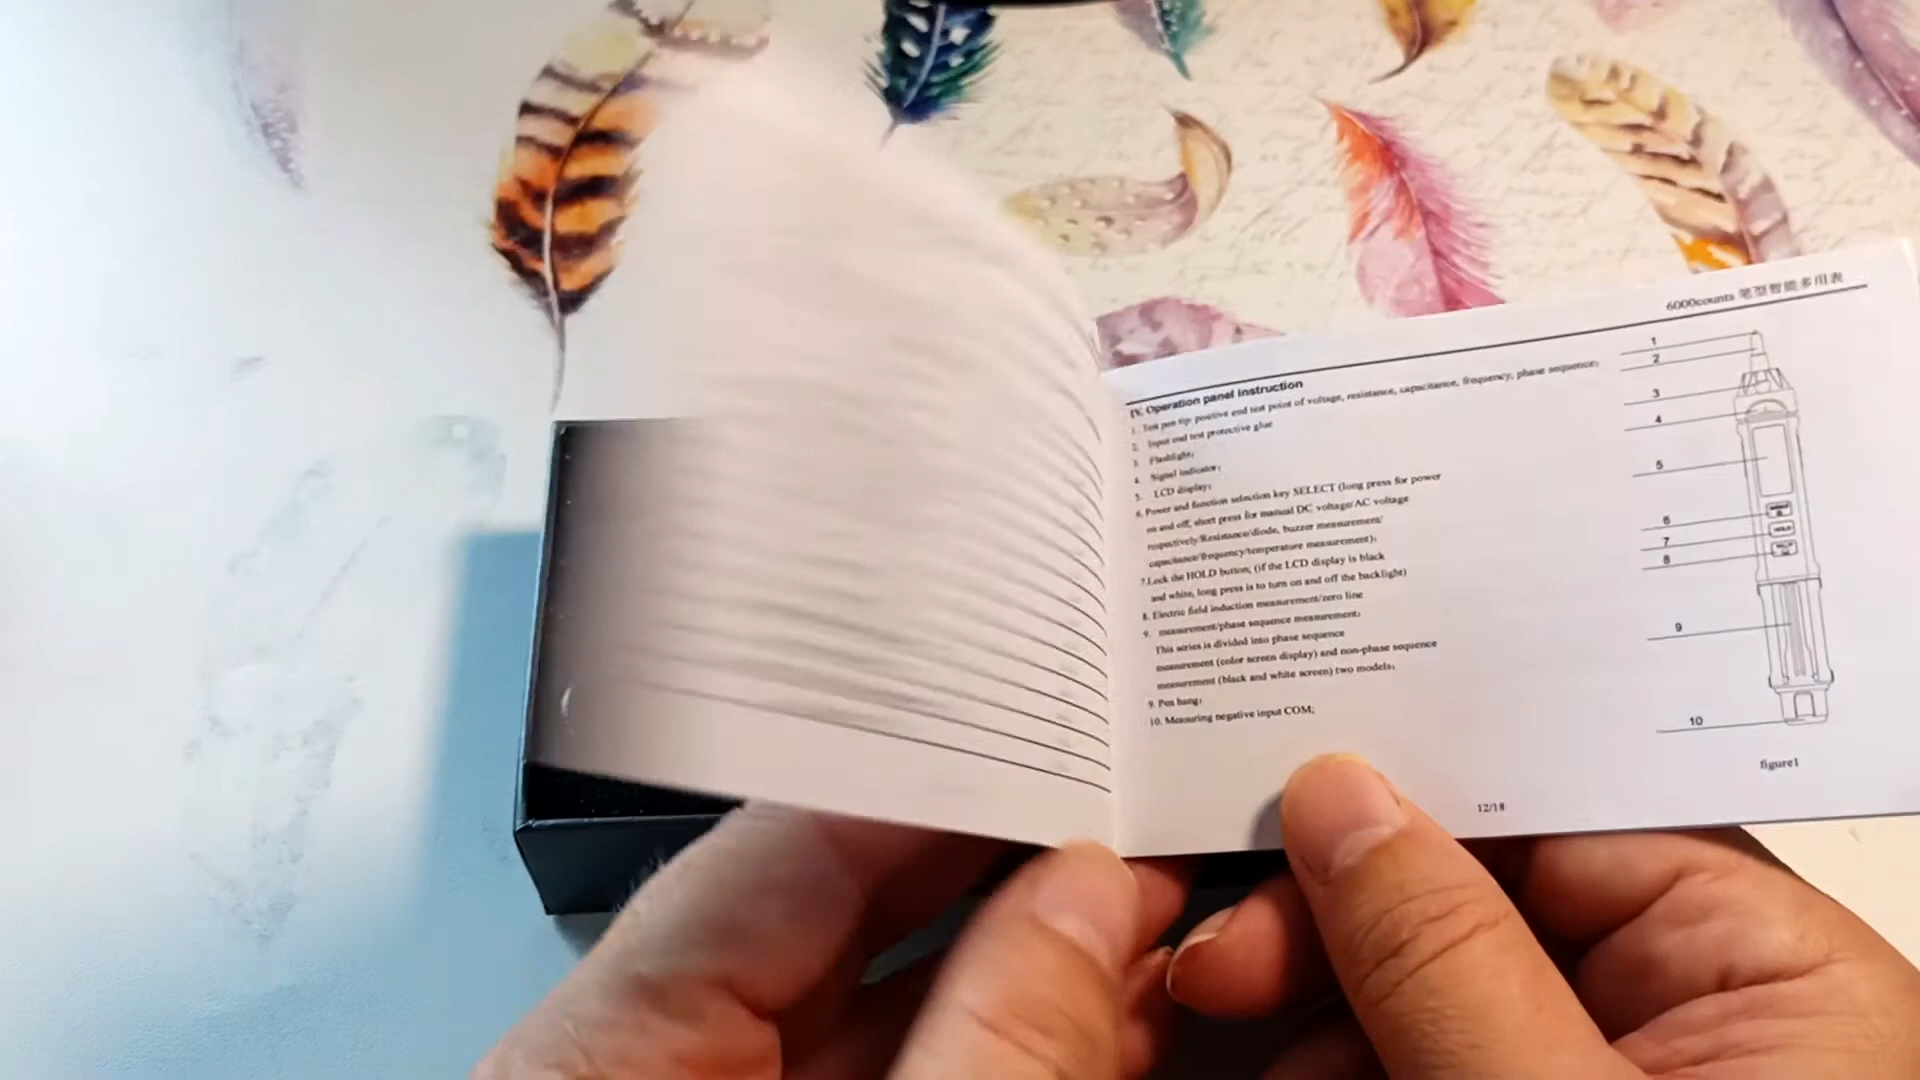 6000counts 笔型智能多用表
IV. Operation panel instruction
1. Test pen tip: positive end test point of voltage, resistance, capacitance, frequency, phase sequence;
2. Input end test protective glue
3. Flashlight;
4. Signal indicator;
5. LCD display;
6. Power and function selection key SELECT (long press for power
on and off, short press for manual DC voltage/AC voltage
respectively/Resistance/diode, buzzer measurement/
capacitance/frequency/temperature measurement);
7.Lock the HOLD button; (if the LCD display is black
and white, long press is to turn on and off the backlight)
8. Electric field induction measurement/zero line
9. measurement/phase sequence measurement;
This series is divided into phase sequence
measurement (color screen display) and non-phase sequence
measurement (black and white screen) two models;
9. Pen hang;
10. Measuring negative input COM;
1
2
3
4
5
6
7
8
9
10
HOLD
figure1
12/18